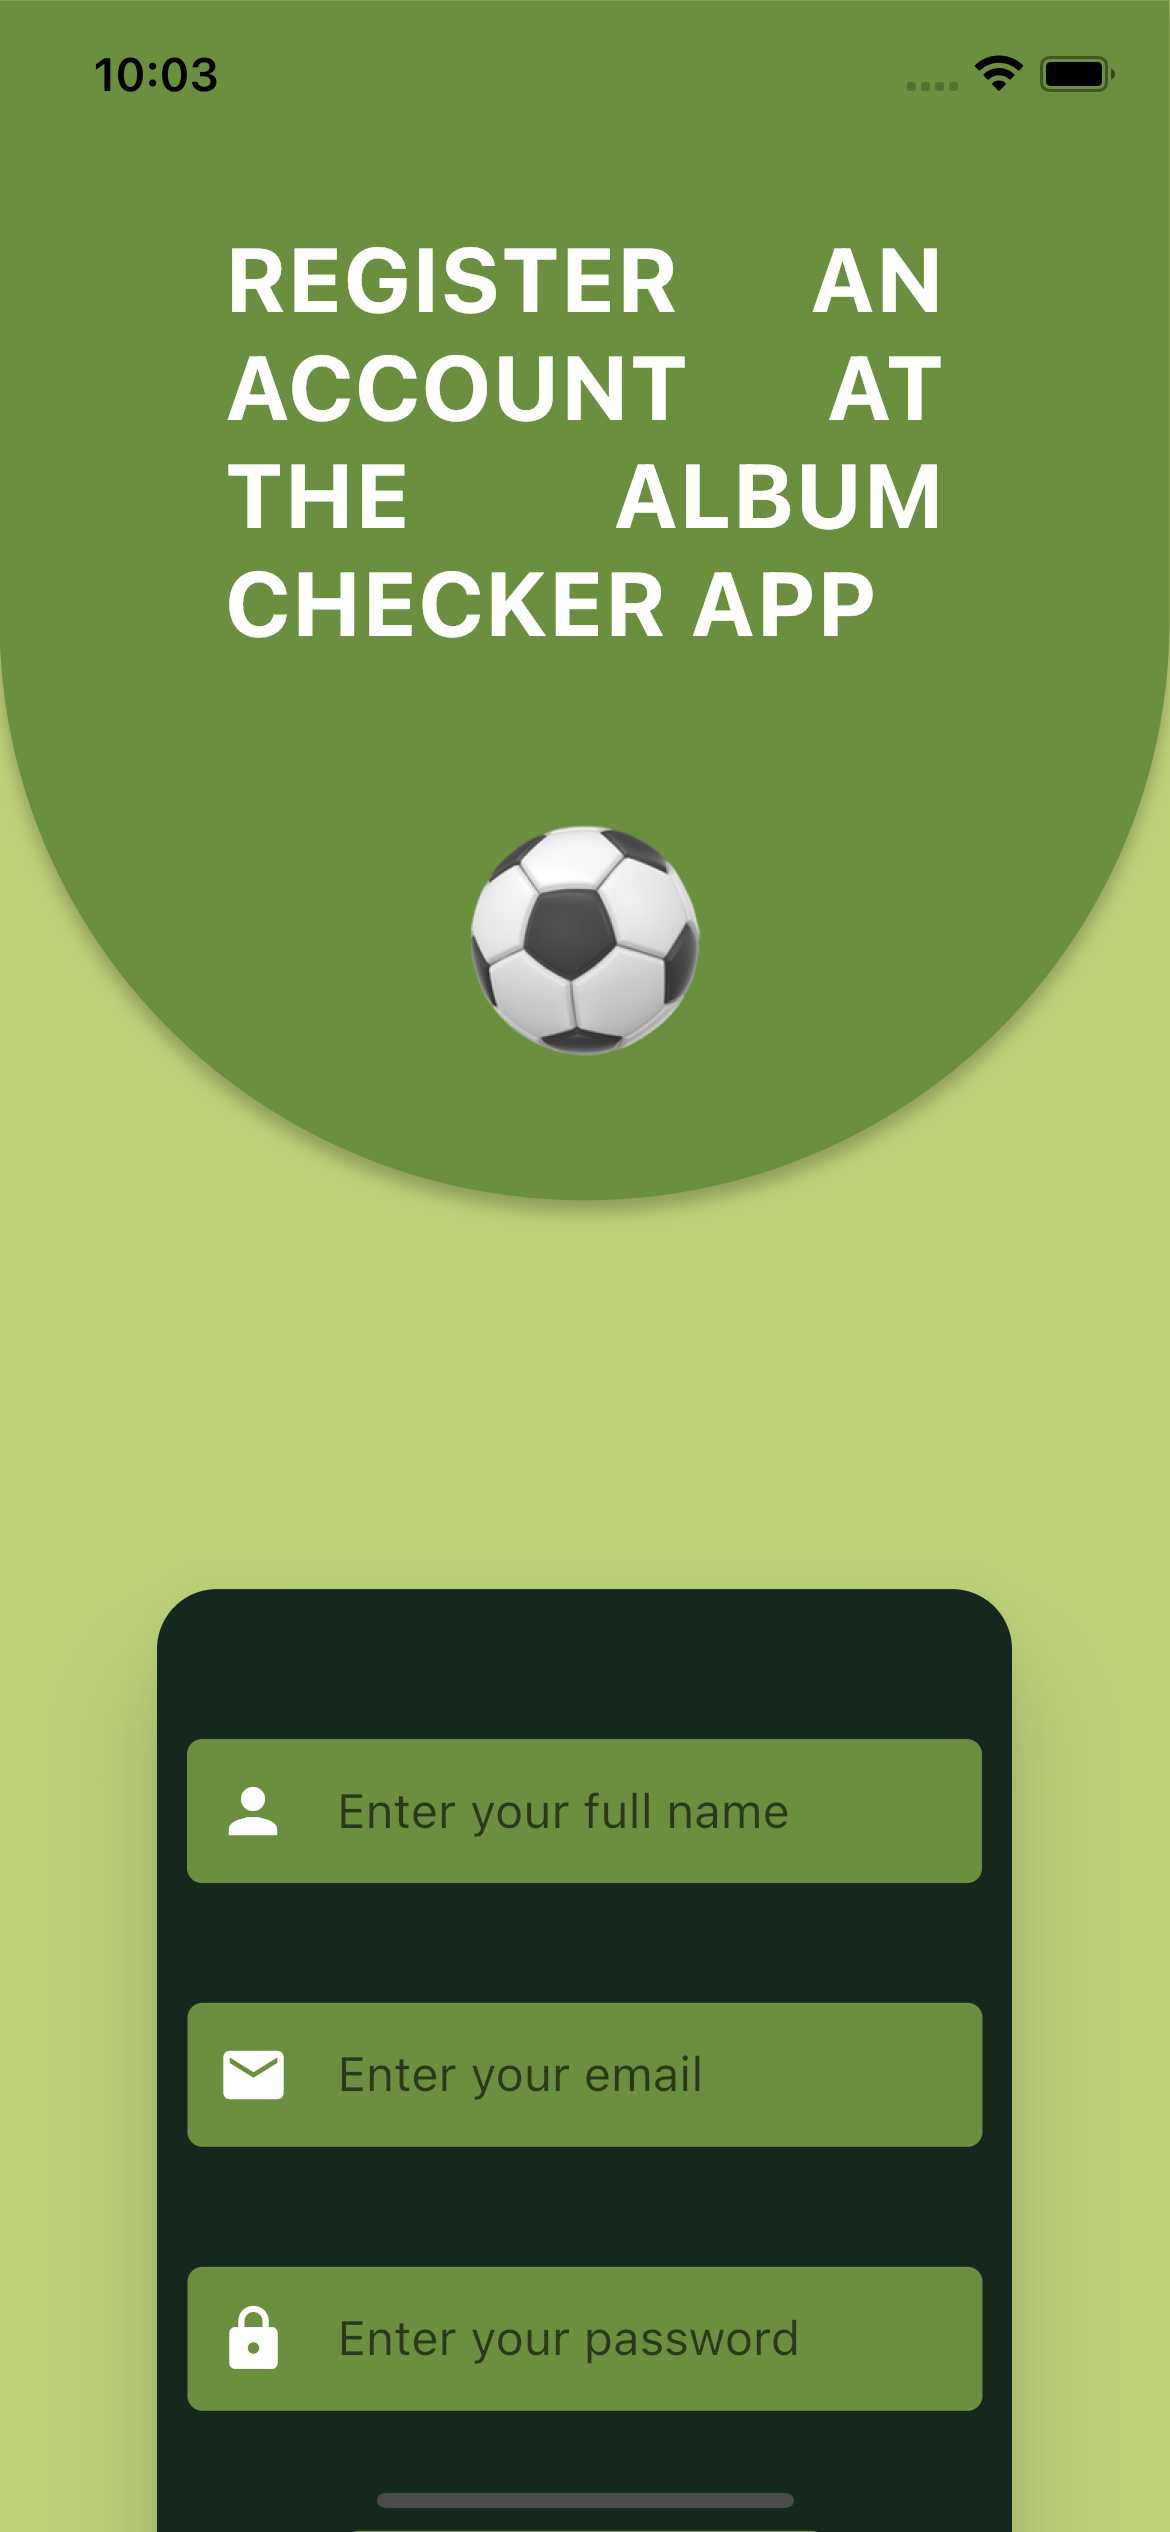 10:03
REGISTER AN
ACCOUNT AT
THE ALBUM
CHECKER APP
Enter your full name
Enter your email
Enter your password